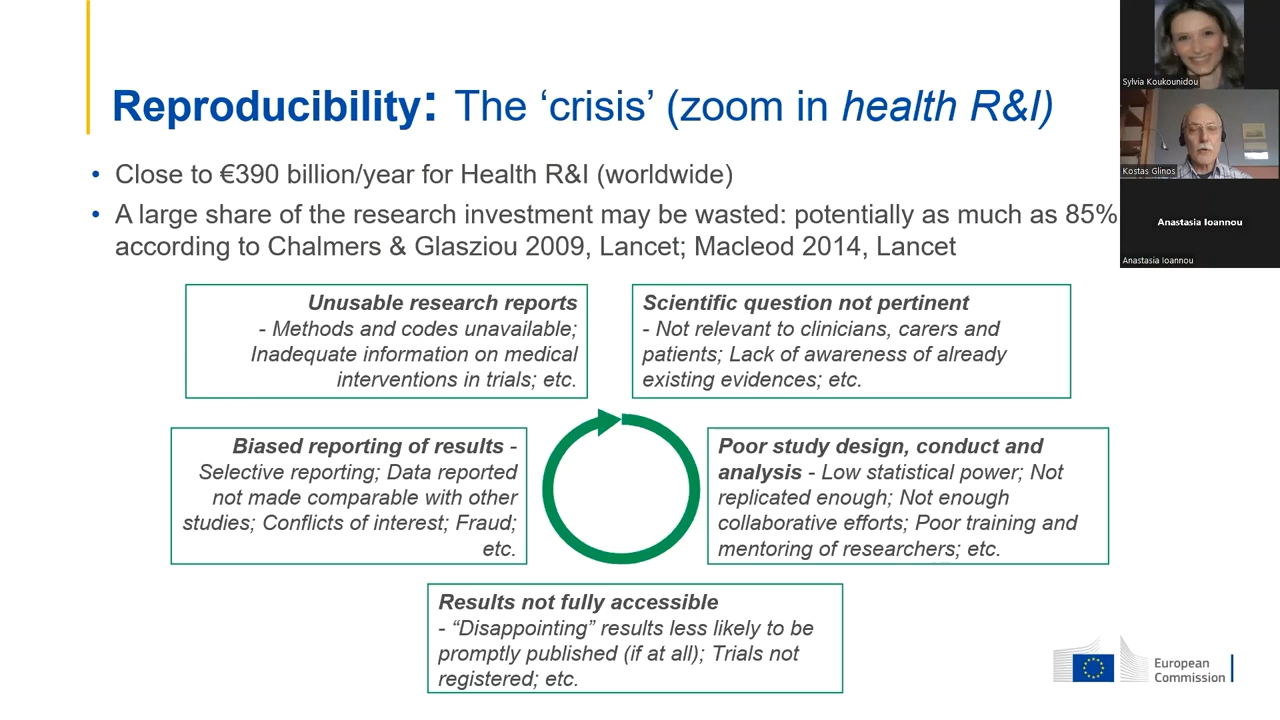 Reproducibility: The ‘crisis’ (zoom in health R&I)
• Close to €390 billion/year for Health R&I (worldwide)
• A large share of the research investment may be wasted: potentially as much as 85%
according to Chalmers & Glasziou 2009, Lancet; Macleod 2014, Lancet
Unusable research reports
- Methods and codes unavailable;
Inadequate information on medical
interventions in trials; etc.
Scientific question not pertinent
- Not relevant to clinicians, carers and
patients; Lack of awareness of already
existing evidences; etc.
Biased reporting of results -
Selective reporting; Data reported
not made comparable with other
studies; Conflicts of interest; Fraud;
etc.
Poor study design, conduct and
analysis - Low statistical power; Not
replicated enough; Not enough
collaborative efforts; Poor training and
mentoring of researchers; etc.
Results not fully accessible
- “Disappointing” results less likely to be
promptly published (if at all); Trials not
registered; etc.
European
Commission
Sylvia Koukounidou
Kostas Glinos
Anastasia Ioannou
Anastasia Ioannou